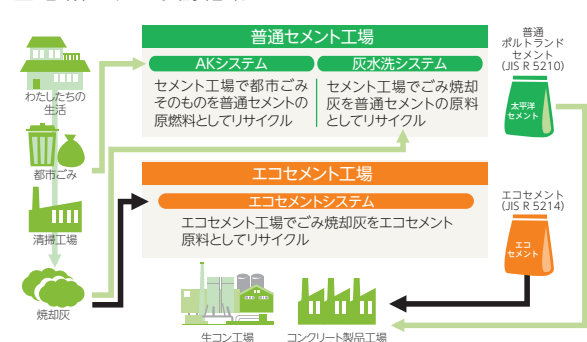 普通セメント工場
AKシステム
セメント工場で都市ごみ
そのものを普通セメントの
原燃料としてリサイクル
灰水洗システム
セメント工場でごみ焼却
灰を普通セメントの原料
としてリサイクル
普通
ポルトランド
セメント
(JIS R 5210)
太平洋
セメント
わたしたちの
生活
都市ごみ
清掃工場
焼却灰
エコセメント工場
エコセメントシステム
エコセメント工場でごみ焼却灰をエコセメント
原料としてリサイクル
エコセメント
(JIS R 5214)
エコ
セメント
生コン工場
コンクリート製品工場